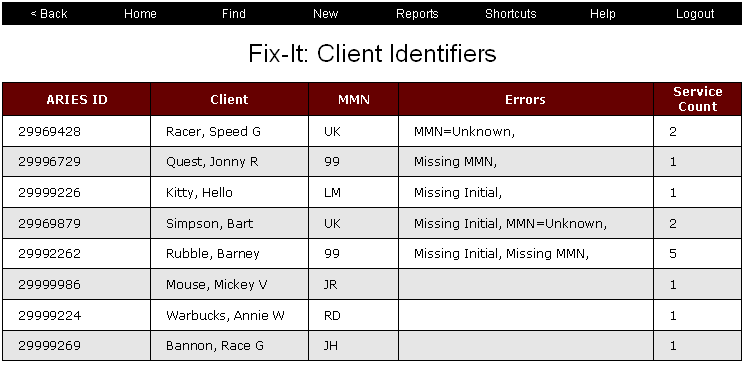 < Back Home Find New Reports Shortcuts Help Logout
Fix-It: Client Identifiers
ARIES ID Client MMN Errors Service Count
29969428 Racer, Speed G UK MMN=Unknown, 2
29996729 Quest, Jonny R 99 Missing MMN, 1
29999226 Kitty, Hello LM Missing Initial, 1
29969879 Simpson, Bart UK Missing Initial, MMN=Unknown, 2
29992262 Rubble, Barney 99 Missing Initial, Missing MMN, 5
29999986 Mouse, Mickey V JR 1
29999224 Warbucks, Annie W RD 1
29999269 Bannon, Race G JH 1